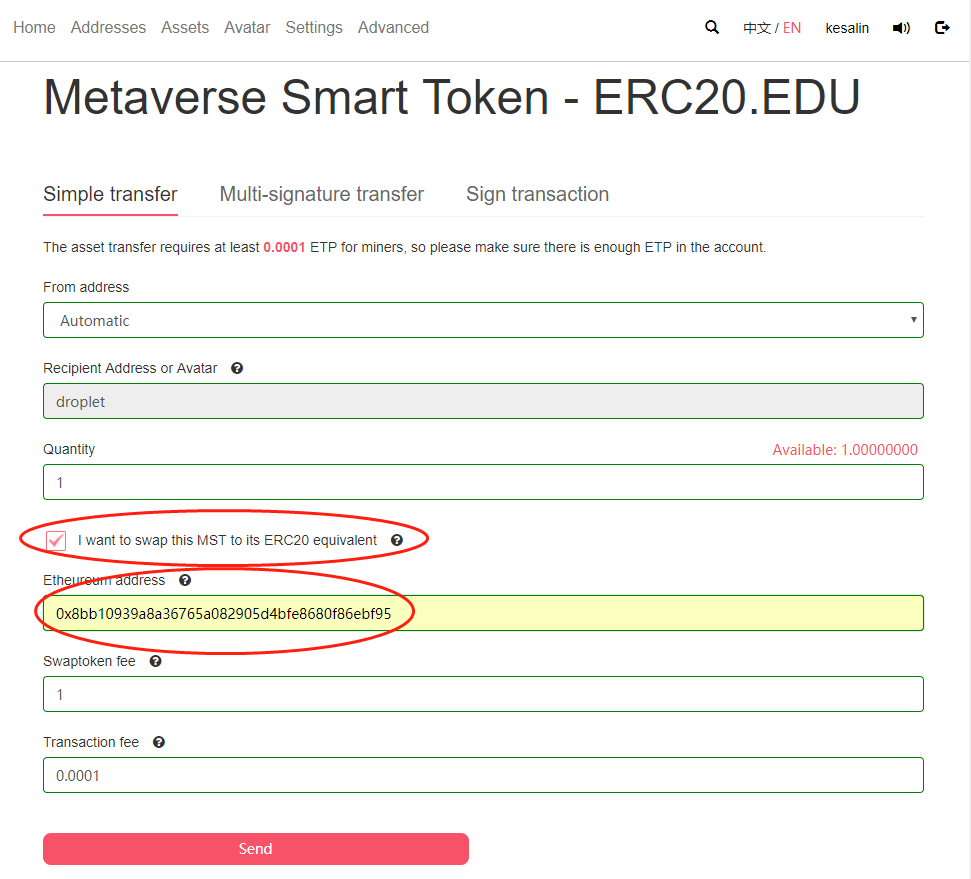 Home Addresses Assets Avatar Settings Advanced 中文 / EN kesalin
Metaverse Smart Token - ERC20.EDU
Simple transfer Multi-signature transfer Sign transaction
The asset transfer requires at least 0.0001 ETP for miners, so please make sure there is enough ETP in the account.
From address
Automatic
Recipient Address or Avatar
droplet
Quantity Available: 1.00000000
1
I want to swap this MST to its ERC20 equivalent
Etheureum address
0x8bb10939a8a36765a082905d4bfe8680f86ebf95
Swaptoken fee
1
Transaction fee
0.0001
Send